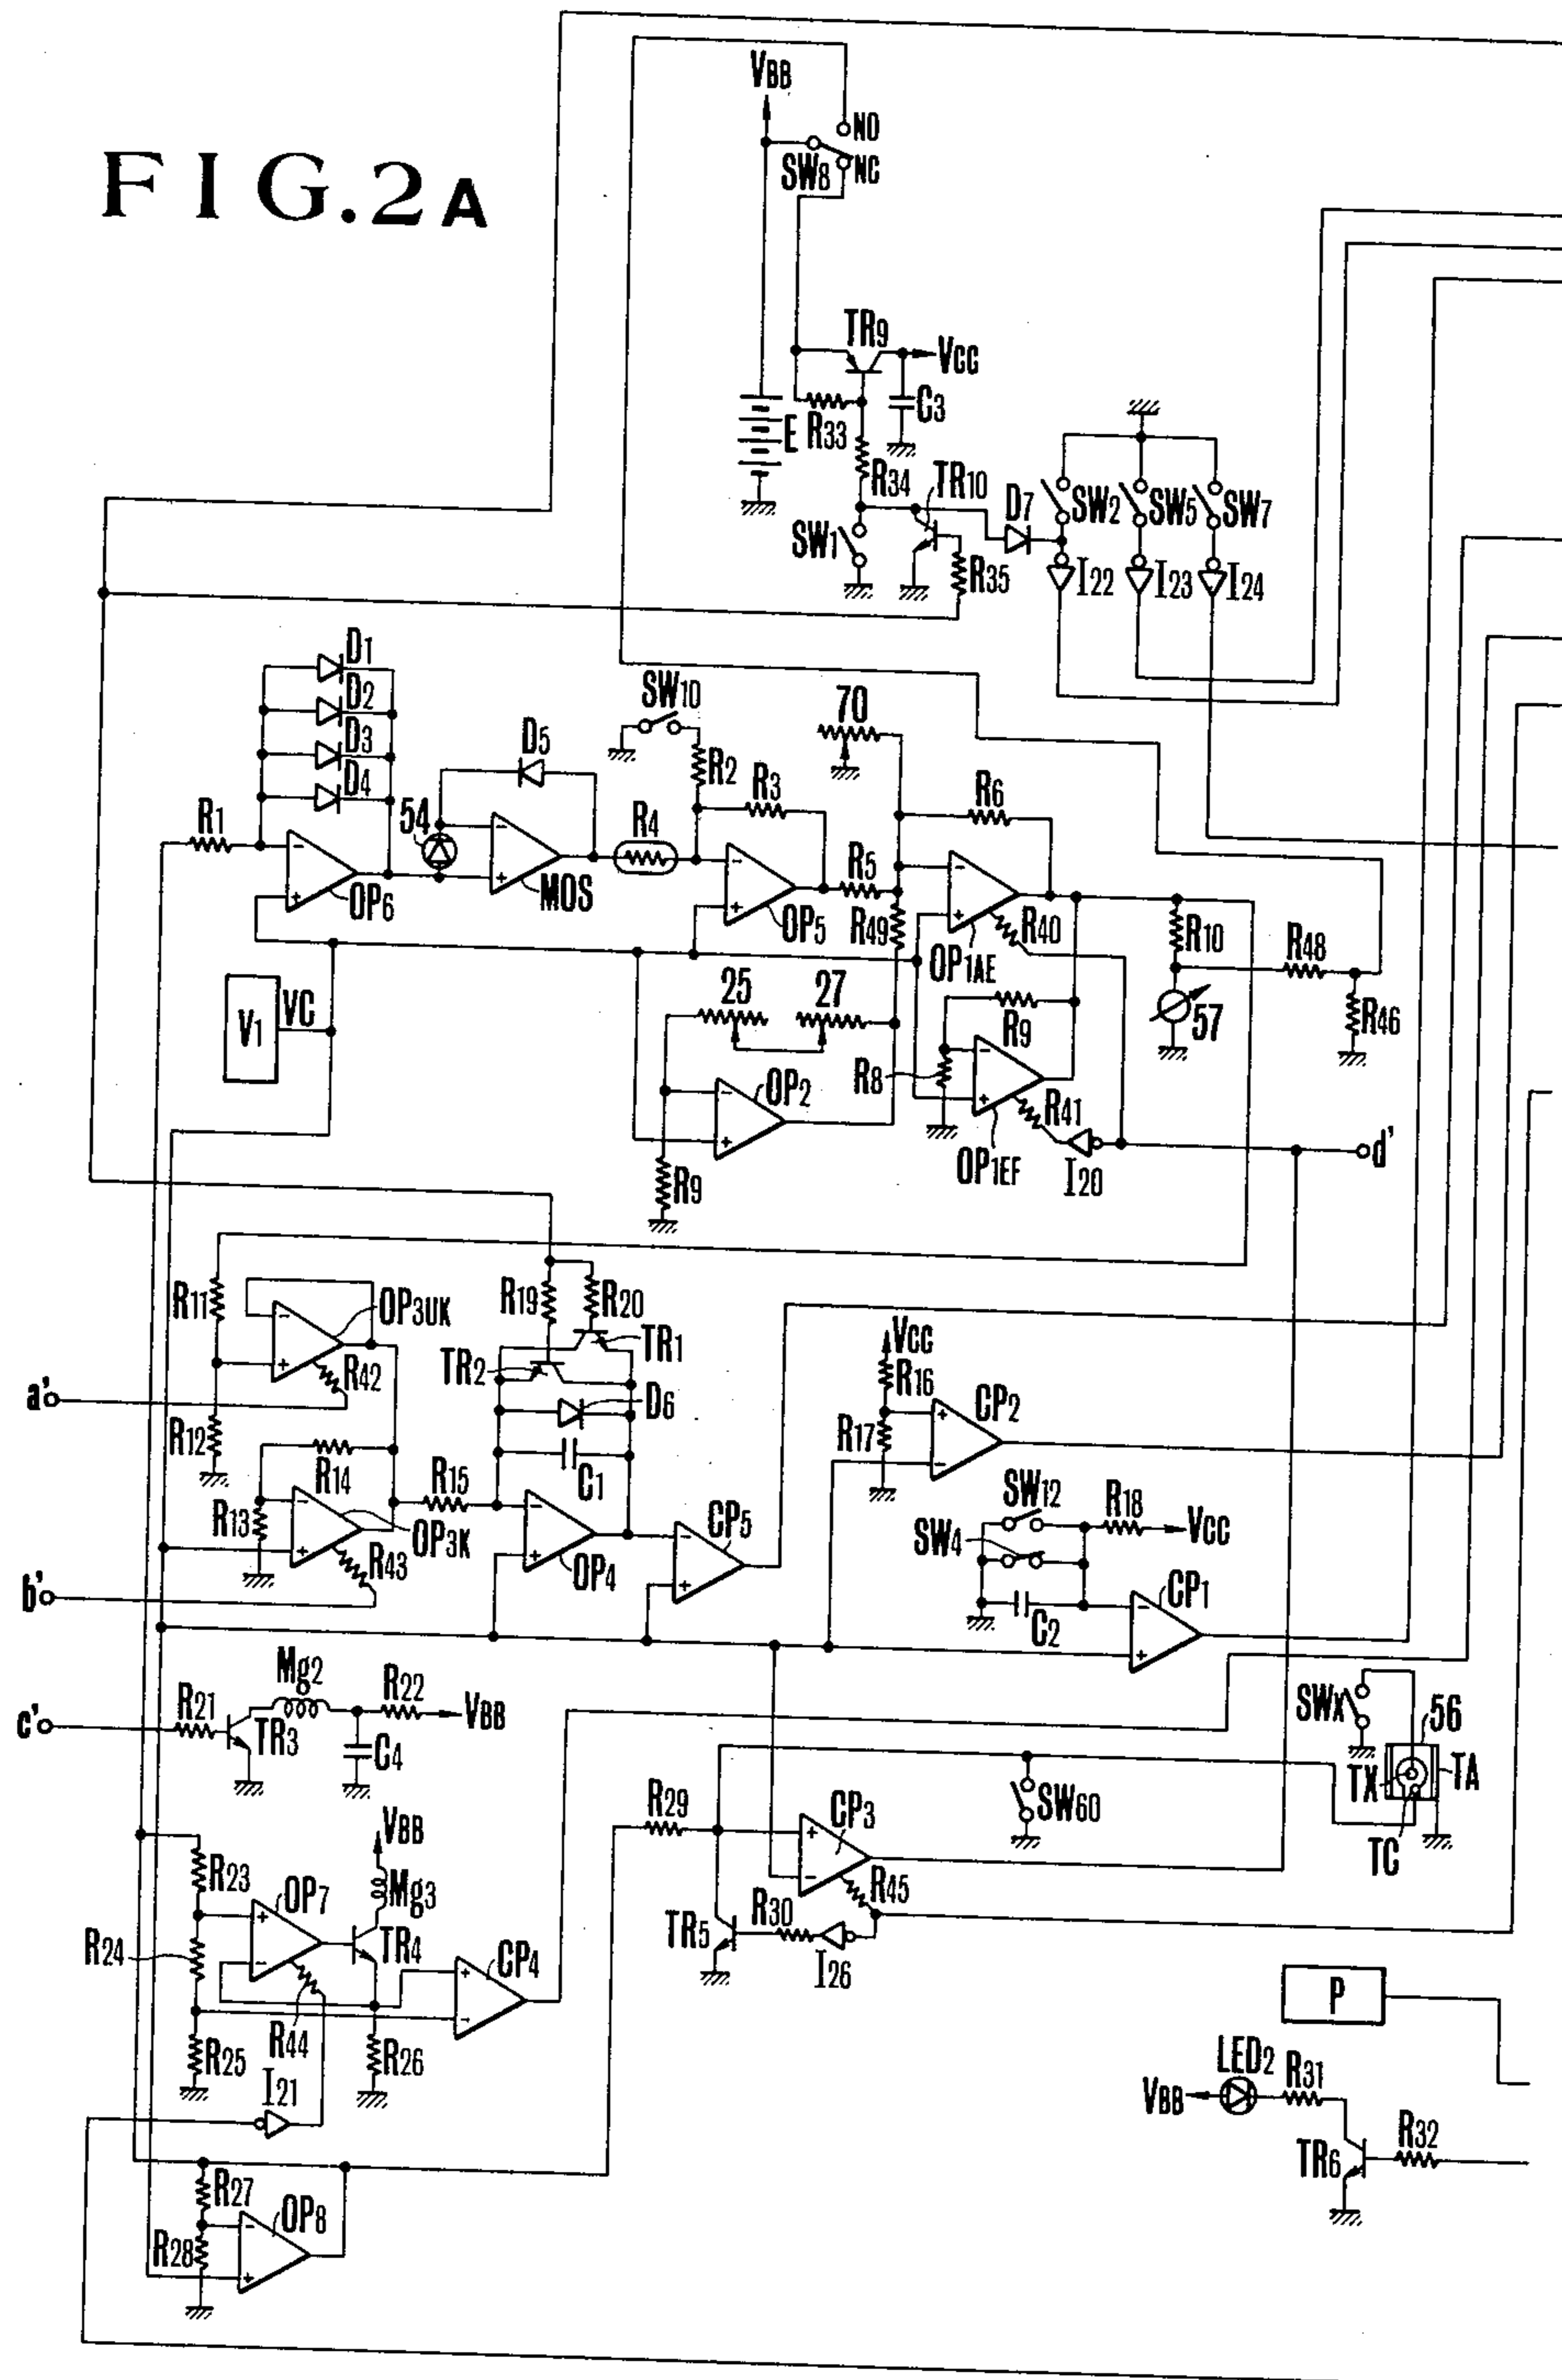 FIG.2A
VBB
NO
SW8
NC
TR9
VCC
E
R33
C3
R34
TR10
D7
SW2
SW5
SW7
SW1
R35
I22
I23
I24
D1
D2
D3
D4
SW10
70
D5
R2
R3
R6
R1
54
R4
R5
OP6
MOS
OP5
R49
R40
R10
R48
OP1AE
V1
VC
25
27
R9
57
R46
R8
OP2
R41
d'
OP1EF
I20
R9
R11
OP3UK
R19
R20
TR1
VCC
TR2
R42
R16
a'
D6
CP2
R12
R17
R14
R15
C1
SW12
R18
VCC
R13
OP3K
CP5
SW4
R43
OP4
CP1
b'
C2
Mg2
R21
R22
SWX
56
c'
VBB
TR3
C4
TX
TA
R29
SW60
CP3
VBB
TC
R23
Mg3
OP7
R45
R30
TR5
R24
TR4
CP4
I26
P
R44
R25
R26
LED2
R31
I21
VBB
R32
TR6
R27
OP8
R28